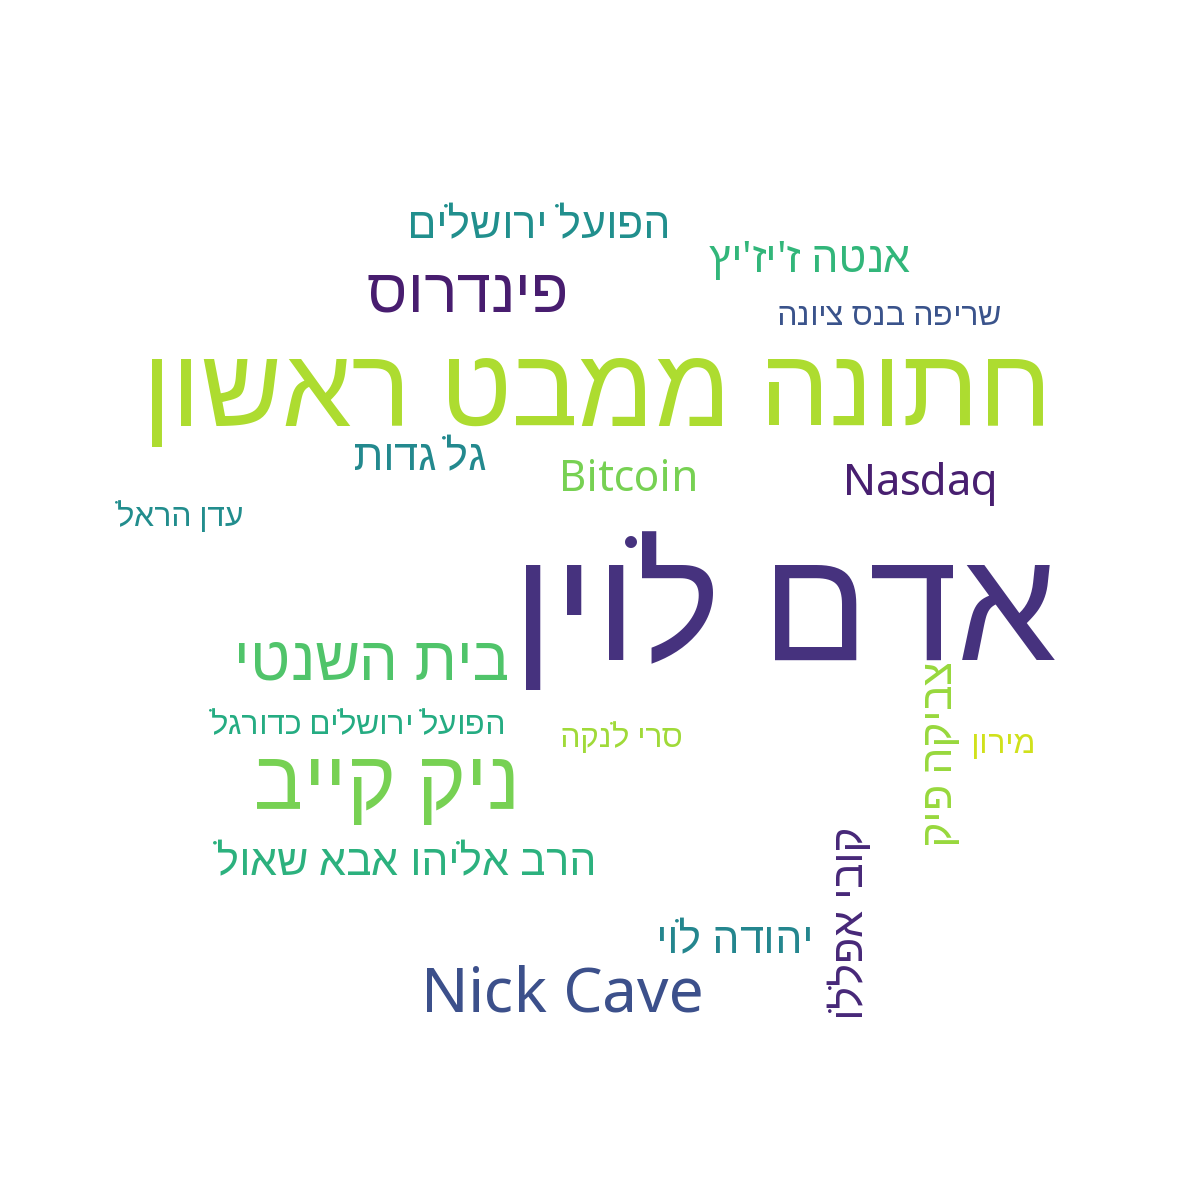 הפועל ירושלים
אנטה ז'יז'יץ
פינדרוס
שריפה בנס ציונה
חתונה ממבט ראשון
גל גדות
Bitcoin
Nasdaq
עדן הראל
אדם לוין
בית השנטי
צביקה פיק
הפועל ירושלים כדורגל
סרי לנקה
מירון
ניק קייב
הרב אליהו אבא שאול
קובי אפללו
יהודה לוי
Nick Cave